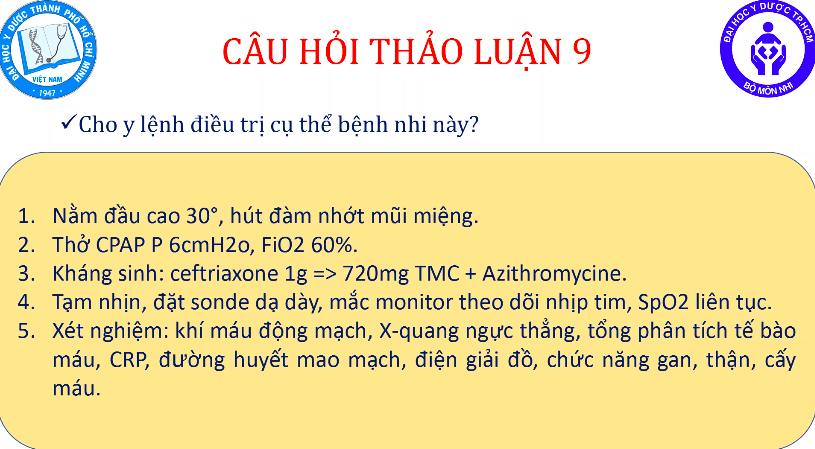 ĐẠI HỌC Y DƯỢC THÀNH PHỐ HỒ CHÍ MINH
VIỆT NAM
1947
CÂU HỎI THẢO LUẬN 9
ĐẠI HỌC Y DƯỢC TP.HCM
BỘ MÔN NHI
✓Cho y lệnh điều trị cụ thể bệnh nhi này?
1. Nằm đầu cao 30°, hút đàm nhớt mũi miệng.
2. Thở CPAP P 6cmH2o, FiO2 60%.
3. Kháng sinh: ceftriaxone 1g => 720mg TMC + Azithromycine.
4. Tạm nhịn, đặt sonde dạ dày, mắc monitor theo dõi nhịp tim, SpO2 liên tục.
5. Xét nghiệm: khí máu động mạch, X-quang ngực thẳng, tổng phân tích tế bào
máu, CRP, đường huyết mao mạch, điện giải đồ, chức năng gan, thận, cấy
máu.